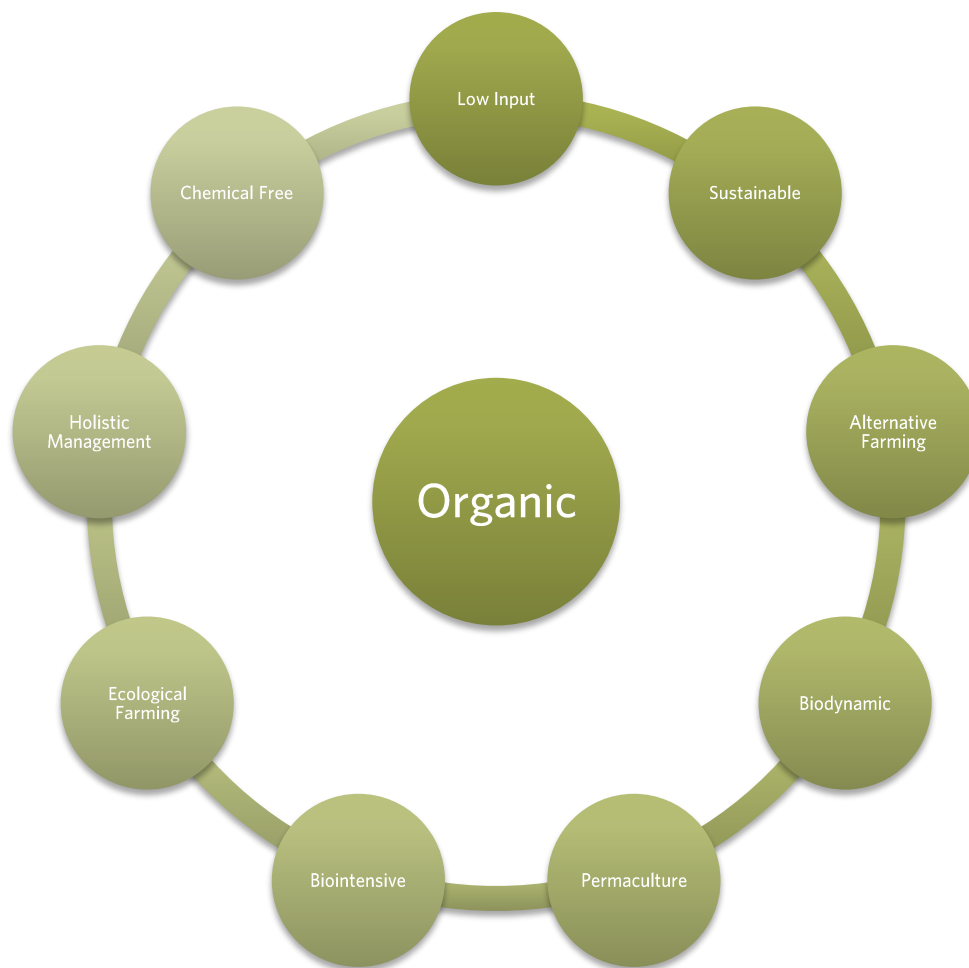 Low Input
Sustainable
Alternative
Farming
Biodynamic
Permaculture
Biointensive
Ecological
Farming
Holistic
Management
Chemical Free
Organic